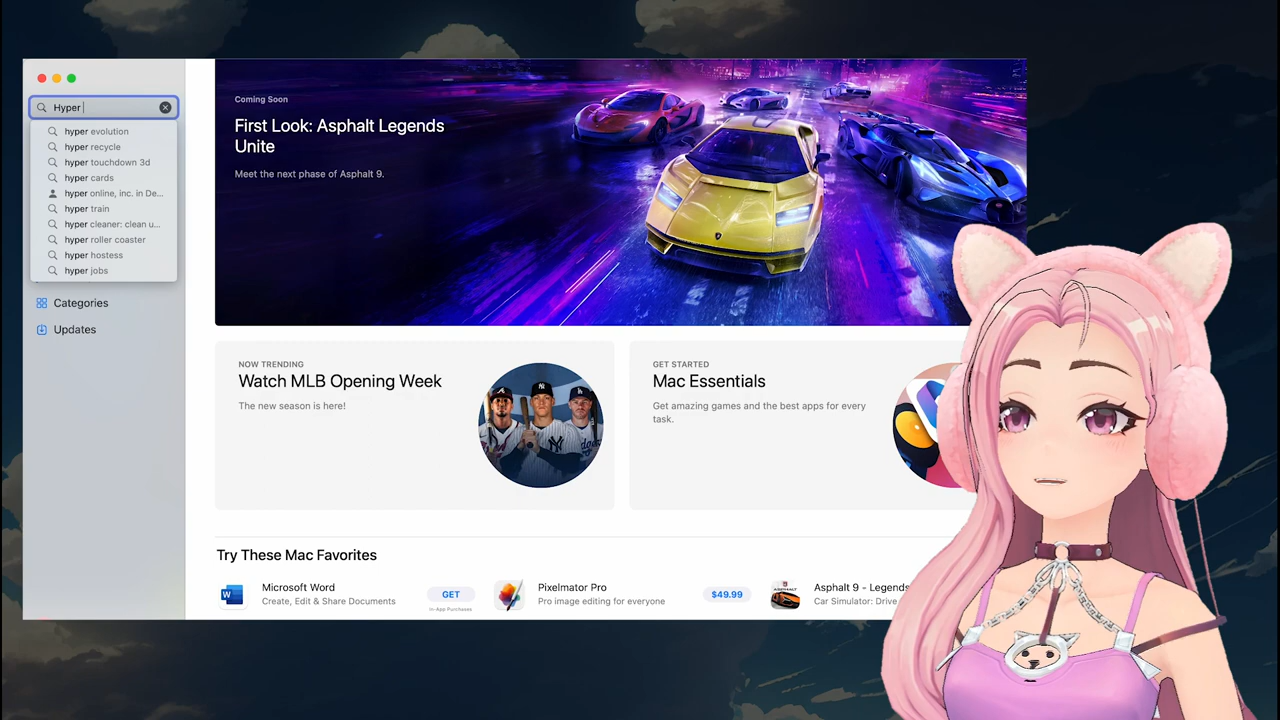 Hyper
hyper evolution
hyper recycle
hyper touchdown 3d
hyper cards
hyper online, inc. in De...
hyper train
hyper cleaner: clean u...
hyper roller coaster
hyper hostess
hyper jobs
Categories
Updates
Coming Soon
First Look: Asphalt Legends
Unite
Meet the next phase of Asphalt 9.
NOW TRENDING
Watch MLB Opening Week
The new season is here!
GET STARTED
Mac Essentials
Get amazing games and the best apps for every
task.
Try These Mac Favorites
Microsoft Word
Create, Edit & Share Documents
GET
In-App Purchases
Pixelmator Pro
Pro image editing for everyone
$49.99
Asphalt 9 - Legends
Car Simulator: Drive